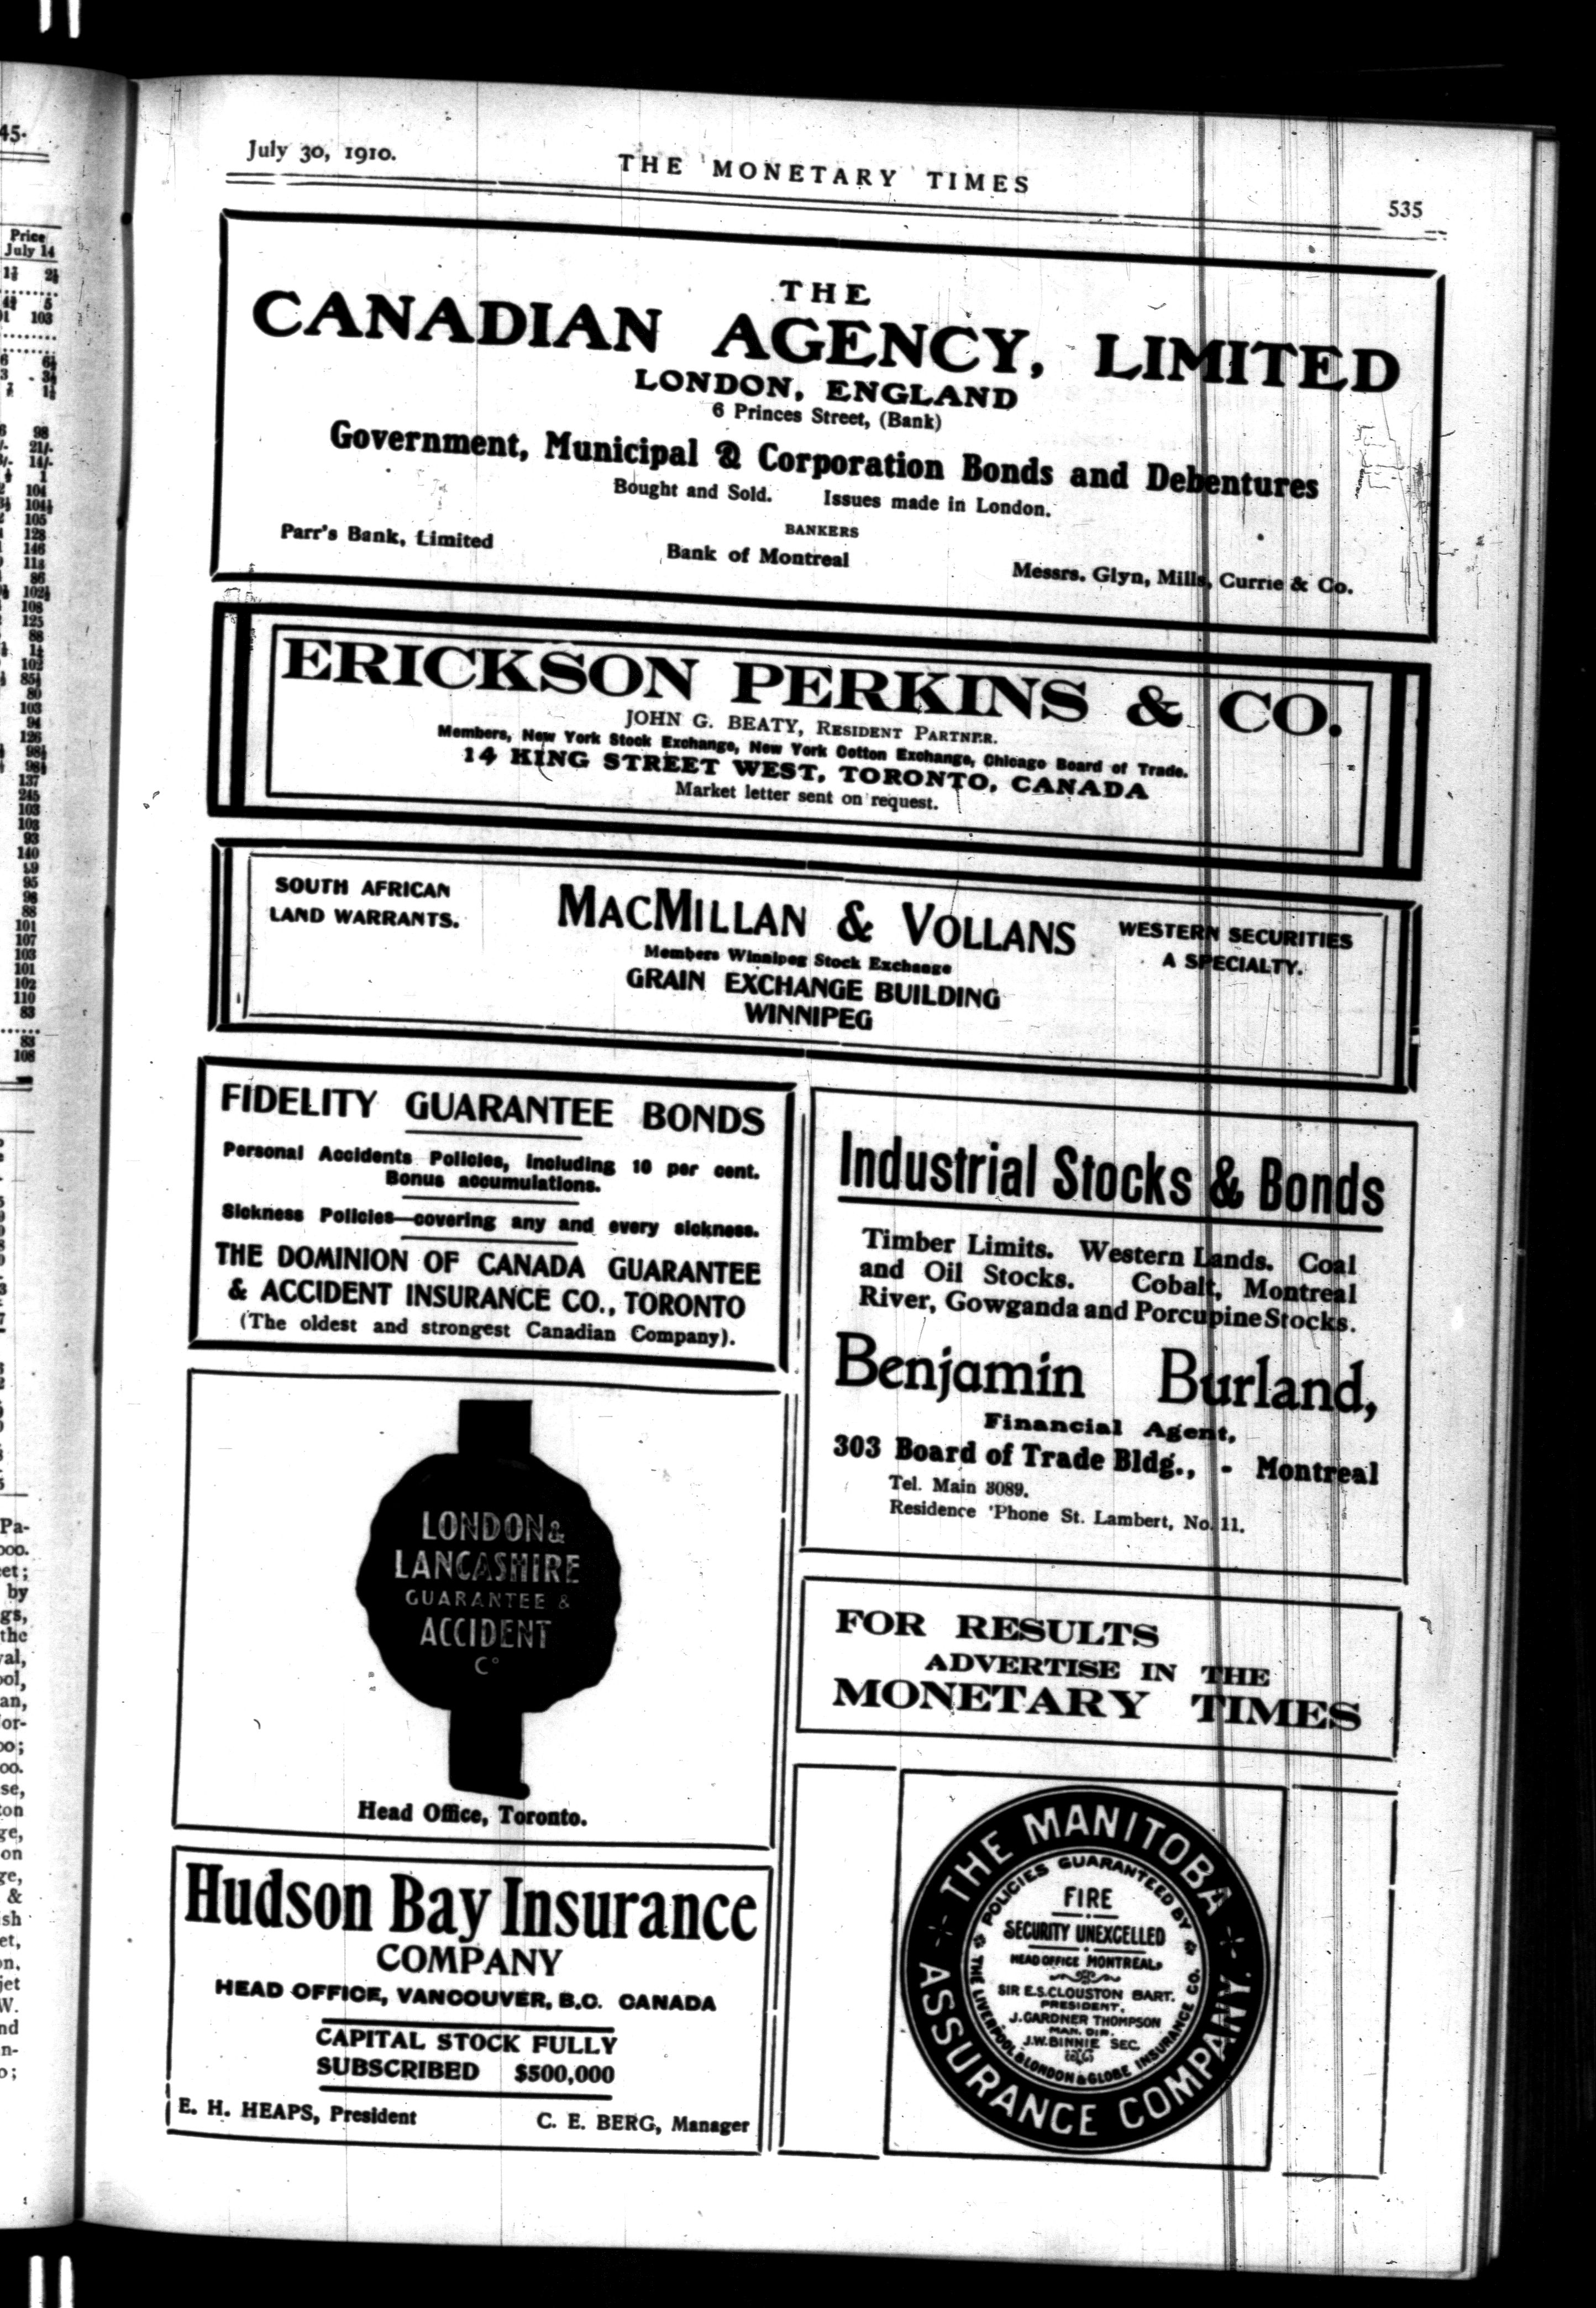 July 30, 1910.
THE MONETARY TIMES
535
THE
CANADIAN AGENCY, LIMITED
LONDON, ENGLAND
6 Princes Street, (Bank)
Government, Municipal & Corporation Bonds and Debentures
Bought and Sold. Issues made in London.
BANKERS
Parr's Bank, Limited
Bank of Montreal
Messrs. Glyn, Mills, Currie & Co.
ERICKSON PERKINS & CO.
JOHN G. BEATY, RESIDENT PARTNER.
Members, New York Stock Exchange, New York Cotton Exchange, Chicago Board of Trade.
14 KING STREET WEST, TORONTO, CANADA
Market letter sent on request.
SOUTH AFRICAN
LAND WARRANTS.
MACMILLAN & VOLLANS
Members Winnipeg Stock Exchange
GRAIN EXCHANGE BUILDING
WINNIPEG
WESTERN SECURITIES
A SPECIALTY.
FIDELITY GUARANTEE BONDS
Personal Accidents Policies, including 10 per cent.
Bonus accumulations.
Sickness Policies—covering any and every sickness.
THE DOMINION OF CANADA GUARANTEE
& ACCIDENT INSURANCE CO., TORONTO
(The oldest and strongest Canadian Company).
LONDON &
LANCASHIRE
GUARANTEE &
ACCIDENT
Co
Head Office, Toronto.
Hudson Bay Insurance
COMPANY
HEAD OFFICE, VANCOUVER, B.C. CANADA
CAPITAL STOCK FULLY
SUBSCRIBED $500,000
E. H. HEAPS, President
C. E. BERG, Manager
Industrial Stocks & Bonds
Timber Limits. Western Lands. Coal
and Oil Stocks. Cobalt, Montreal
River, Gowganda and Porcupine Stocks.
Benjamin Burland,
Financial Agent,
303 Board of Trade Bldg., - Montreal
Tel. Main 3089.
Residence 'Phone St. Lambert, No. 11.
FOR RESULTS
ADVERTISE IN THE
MONETARY TIMES
THE MANITOBA
ASSURANCE COMPANY.
POLICIES GUARANTEED BY
THE LIVERPOOL & LONDON & GLOBE INSURANCE CO.
FIRE
SECURITY UNEXCELLED
HEAD OFFICE MONTREAL,
SIR E.S. CLOUSTON BART.
PRESIDENT,
J. GARDNER THOMPSON
MAN. DIR.
J.W. BINNIE SEC.